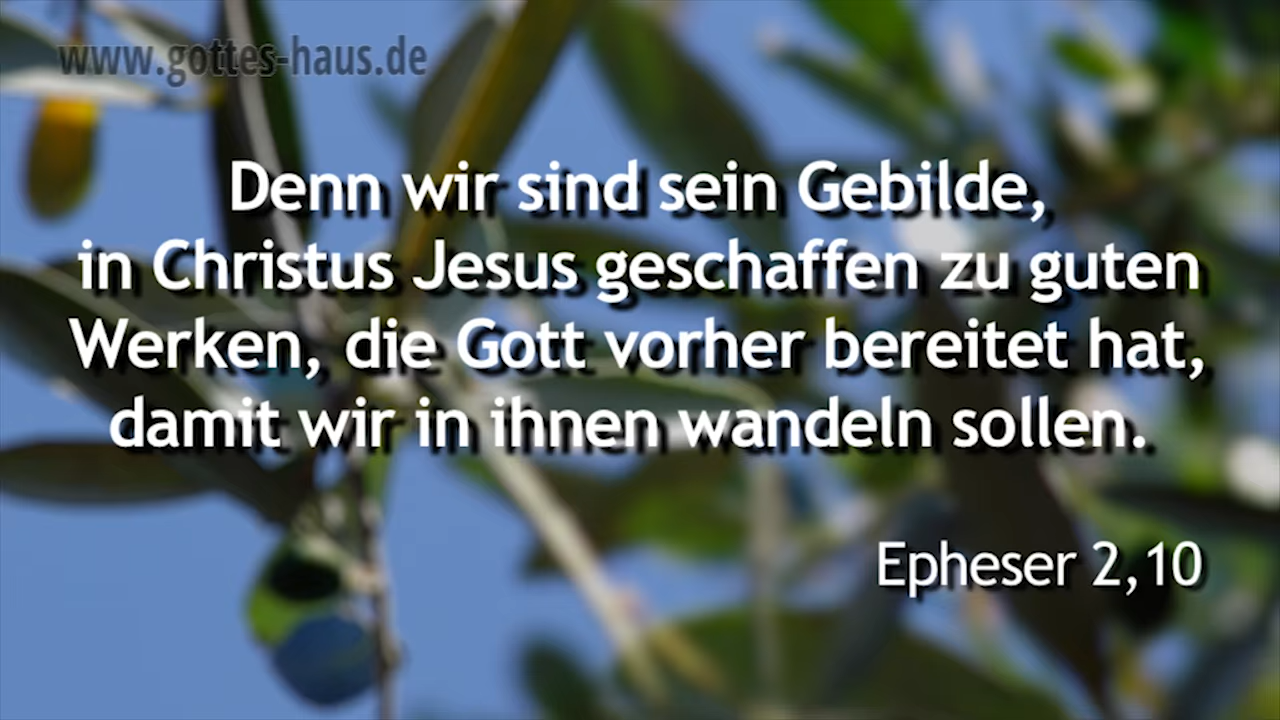 www.gottes-haus.de
Denn wir sind sein Gebilde,
in Christus Jesus geschaffen zu guten
Werken, die Gott vorher bereitet hat,
damit wir in ihnen wandeln sollen.
Epheser 2,10